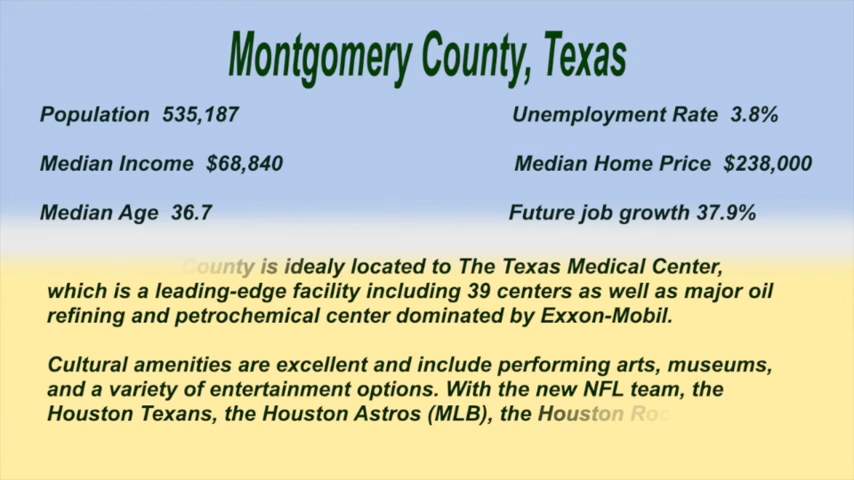 Montgomery County, Texas
Population 535,187
Unemployment Rate 3.8%
Median Income $68,840
Median Home Price $238,000
Median Age 36.7
Future job growth 37.9%
County is idealy located to The Texas Medical Center,
which is a leading-edge facility including 39 centers as well as major oil
refining and petrochemical center dominated by Exxon-Mobil.
Cultural amenities are excellent and include performing arts, museums,
and a variety of entertainment options. With the new NFL team, the
Houston Texans, the Houston Astros (MLB), the Houston